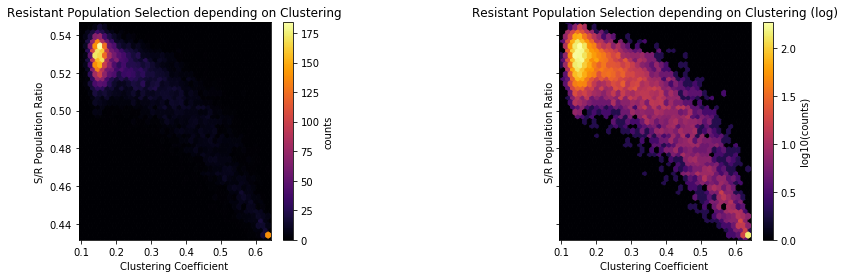 Resistant Population Selection depending on Clustering
S/R Population Ratio
0.54
0.52
0.50
0.48
0.46
0.44
0.1 0.2 0.3 0.4 0.5 0.6
Clustering Coefficient
175
150
125
100
75
50
25
0
counts
Resistant Population Selection depending on Clustering (log)
S/R Population Ratio
0.1 0.2 0.3 0.4 0.5 0.6
Clustering Coefficient
2.0
1.5
1.0
0.5
0.0
log10(counts)